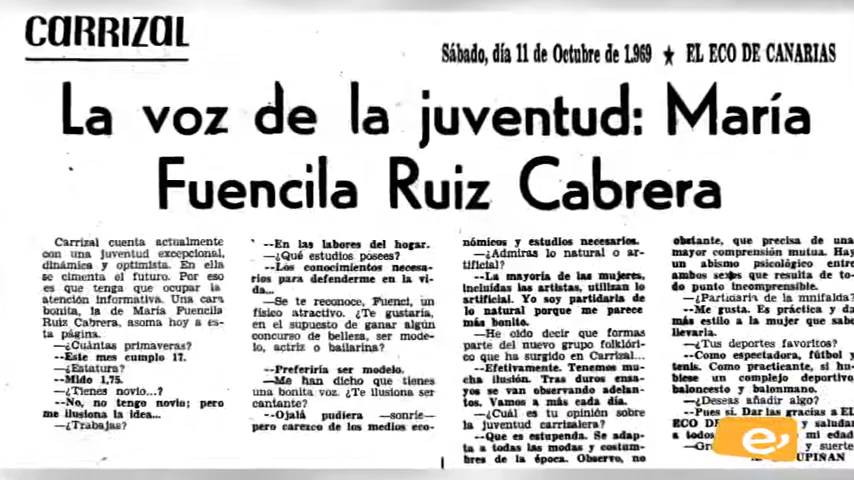 CARRIZAL
Sábado, día 11 de Octubre de 1.969 ★ EL ECO DE CANARIAS
La voz de la juventud: María
Fuencila Ruiz Cabrera
Carrizal cuenta actualmente
con una juventud excepcional,
dinámica y optimista. En ella
se cimenta el futuro. Por eso
es que tenga que ocupar la
atención informativa. Una cara
bonita, la de María Fuencila
Ruiz Cabrera, asoma hoy a es-
ta página.
—¿Cuántas primaveras?
--Este mes cumplo 17.
—¿Estatura?
--Mido 1,75.
—¿Tienes novio...?
--No, no tengo novio; pero
me ilusiona la idea...
—¿Trabajas?
--En las labores del hogar.
—¿Qué estudios posees?
--Los conocimientos necesa-
rios para defenderme en la vi-
da...
—Se te reconoce, Fuenci, un
físico atractivo. ¿Te gustaría,
en el supuesto de ganar algún
concurso de belleza, ser mode-
lo, actriz o bailarina?
--Preferiría ser modelo.
—Me han dicho que tienes
una bonita voz. ¿Te ilusiona ser
cantante?
--Ojalá pudiera —sonríe—
pero carezco de los medios eco-
nómicos y estudios necesarios.
—¿Admiras lo natural o ar-
tificial?
--La mayoría de las mujeres,
incluidas las artistas, utilizan lo
artificial. Yo soy partidaria de
lo natural porque me parece
más bonito.
—He oído decir que formas
parte del nuevo grupo folklóri-
co que ha surgido en Carrizal...
--Efectivamente. Tenemos mu-
cha ilusión. Tras duros ensa-
yos se van observando adelan-
tos. Vamos a más cada día.
—¿Cuál es tu opinión sobre
la juventud carrizalera?
--Que es estupenda. Se adap-
ta a todas las modas y costum-
bres de la época. Observo, no
obstante, que precisa de una
mayor comprensión mutua. Hay
un abismo psicológico entre
ambos sexos que resulta de to-
do punto incomprensible.
—¿Partidaria de la minifalda?
--Me gusta. Es práctica y da
más estilo a la mujer que sabe
llevarla.
—¿Tus deportes favoritos?
--Como espectadora, fútbol y
tenis. Como practicante, si hu-
biese un complejo deportivo,
baloncesto y balonmano.
—¿Deseas añadir algo?
--Pues sí. Dar las gracias a EL
ECO DE y saludar
a todos mi edad
y suerte
e